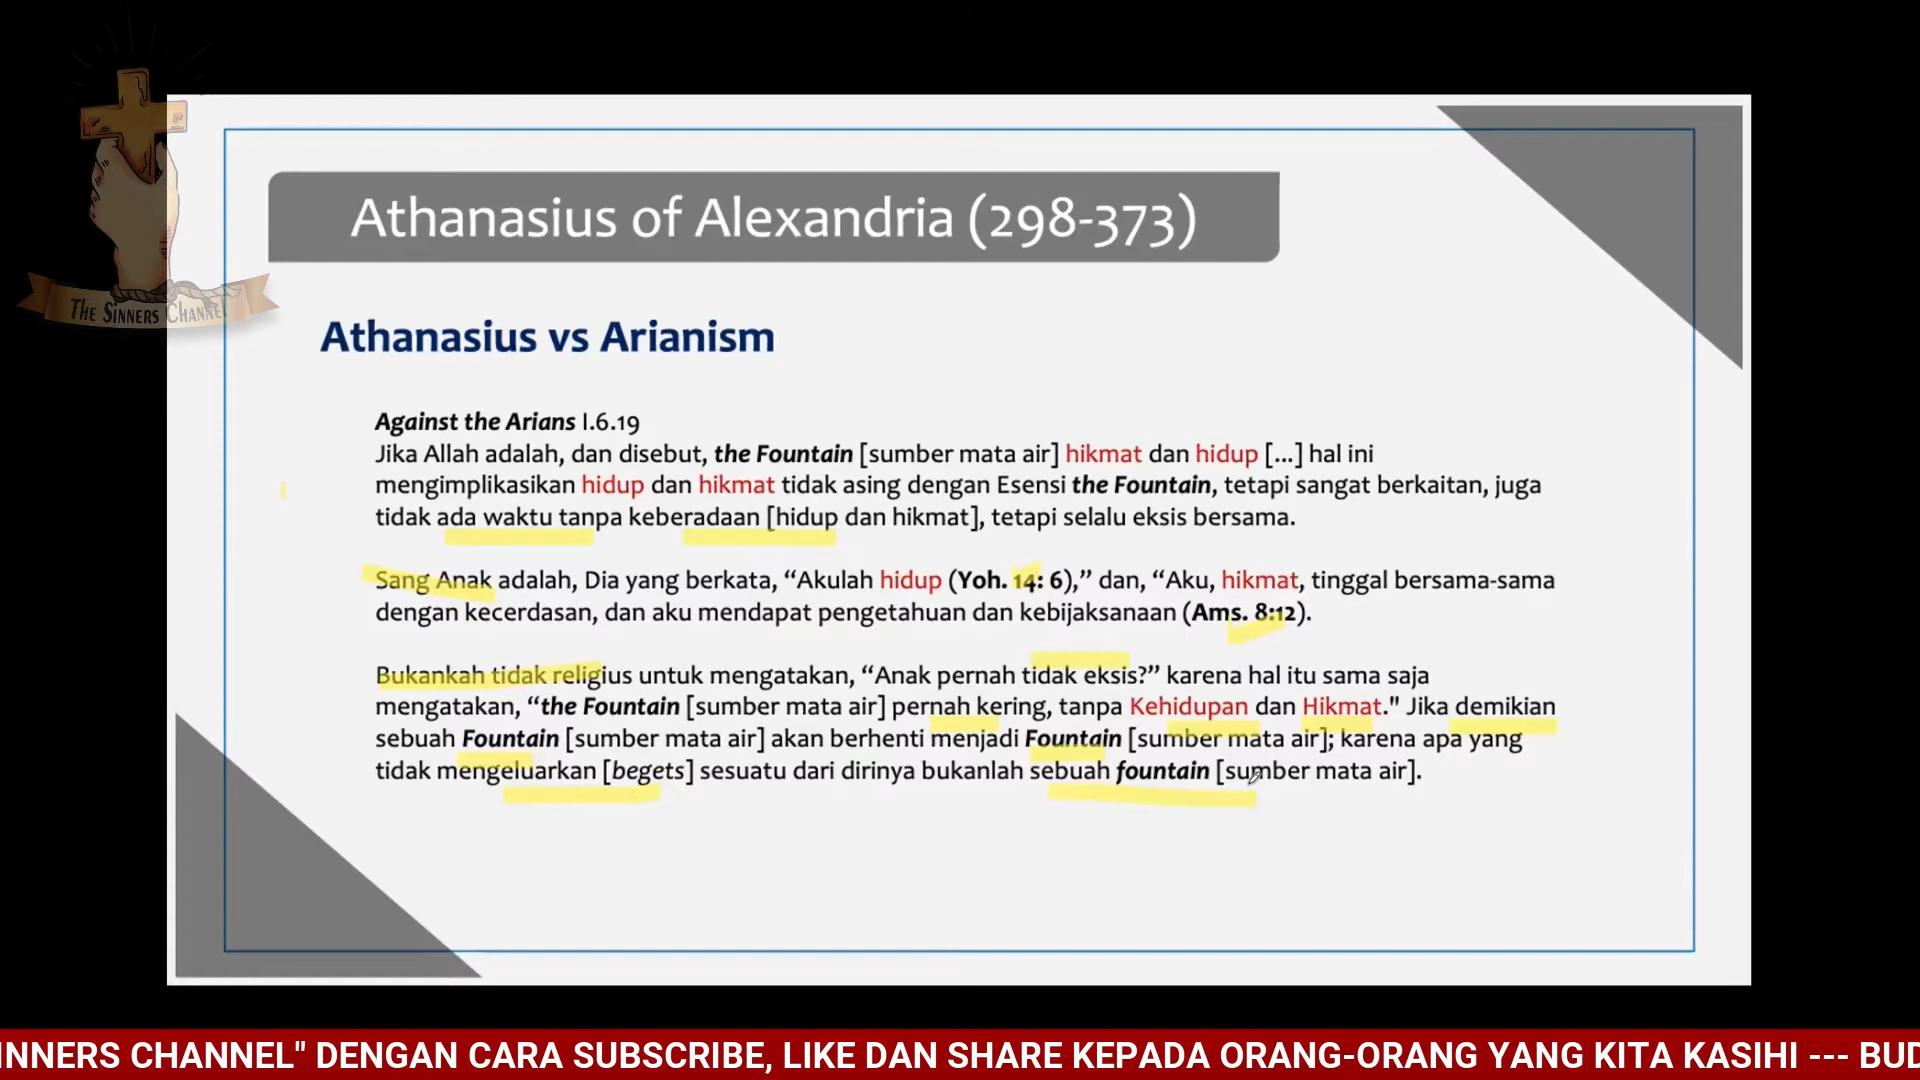 Athanasius of Alexandria (298-373)
THE SINNERS CHANNEL
Athanasius vs Arianism
Against the Arians I.6.19
Jika Allah adalah, dan disebut, the Fountain [sumber mata air] hikmat dan hidup [...] hal ini
mengimplikasikan hidup dan hikmat tidak asing dengan Esensi the Fountain, tetapi sangat berkaitan, juga
tidak ada waktu tanpa keberadaan [hidup dan hikmat], tetapi selalu eksis bersama.
Sang Anak adalah, Dia yang berkata, “Akulah hidup (Yoh. 14: 6),” dan, “Aku, hikmat, tinggal bersama-sama
dengan kecerdasan, dan aku mendapat pengetahuan dan kebijaksanaan (Ams. 8:12).
Bukankah tidak religius untuk mengatakan, “Anak pernah tidak eksis?” karena hal itu sama saja
mengatakan, “the Fountain [sumber mata air] pernah kering, tanpa Kehidupan dan Hikmat." Jika demikian
sebuah Fountain [sumber mata air] akan berhenti menjadi Fountain [sumber mata air]; karena apa yang
tidak mengeluarkan [begets] sesuatu dari dirinya bukanlah sebuah fountain [sumber mata air].
INNERS CHANNEL" DENGAN CARA SUBSCRIBE, LIKE DAN SHARE KEPADA ORANG-ORANG YANG KITA KASIHI --- BUD